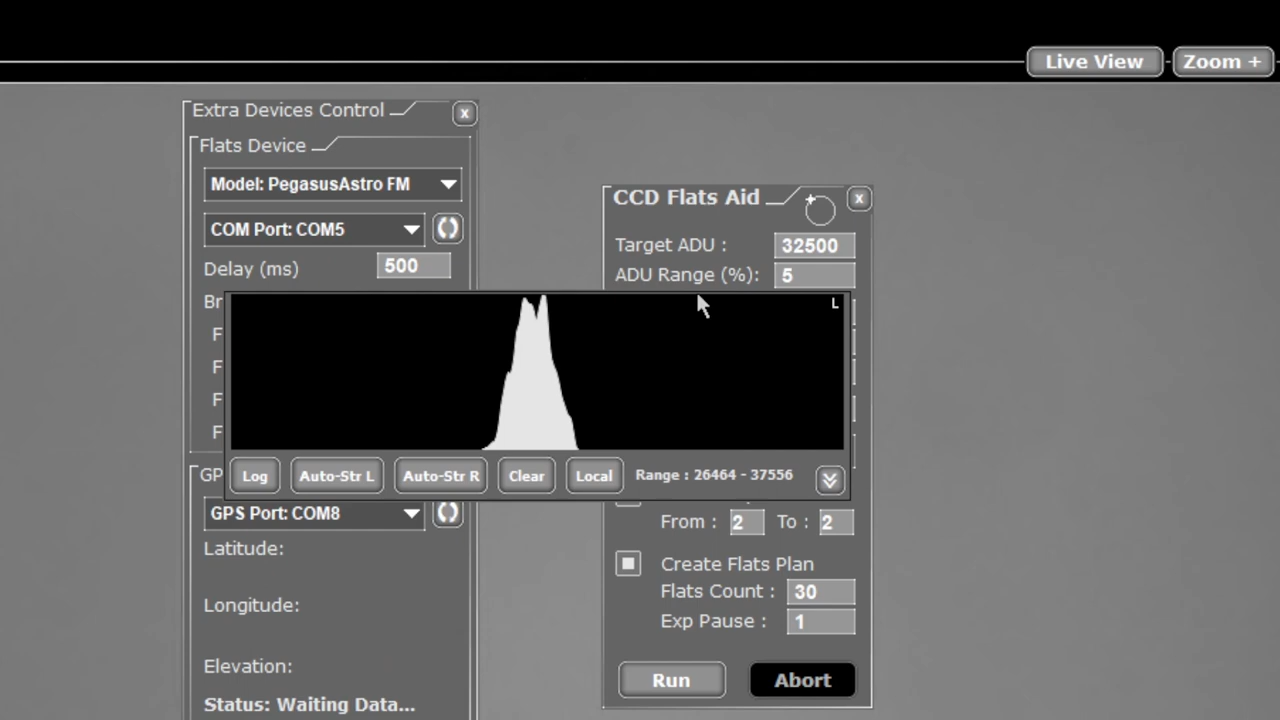 Live View
Zoom +
Extra Devices Control
x
Flats Device
Model: PegasusAstro FM
COM Port: COM5
Delay (ms)
500
Br
F
F
F
F
CCD Flats Aid
x
Target ADU :
32500
ADU Range (%):
5
L
Log
Auto-Str L
Auto-Str R
Clear
Local
Range : 26464 - 37556
GP
GPS Port: COM8
Latitude:
Longitude:
Elevation:
Status: Waiting Data...
From :
2
To :
2
Create Flats Plan
Flats Count :
30
Exp Pause :
1
Run
Abort